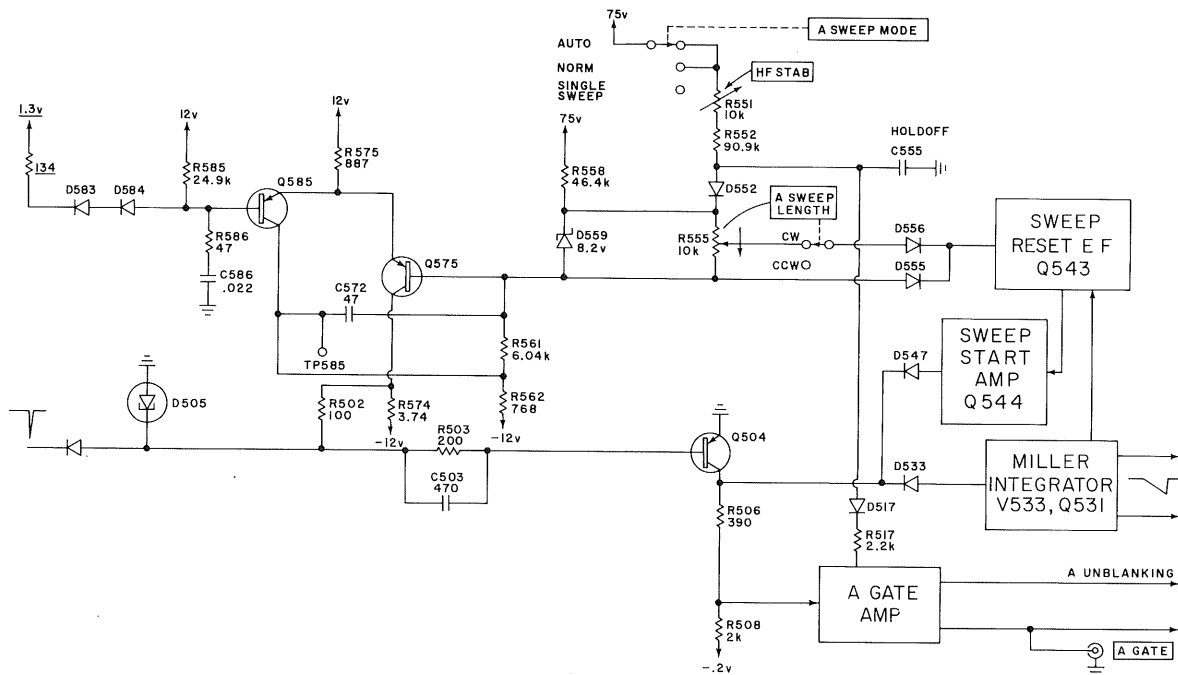 75v
A SWEEP MODE
AUTO
NORM
SINGLE
SWEEP
HF STAB
R551
10k
R552
90.9k
HOLDOFF
C555
1.3v
134
D583
D584
12v
R585
24.9k
Q585
12v
R575
887
R586
47
C586
.022
75v
R558
46.4k
D552
A SWEEP
LENGTH
D559
8.2v
R555
10k
CW
CCW
D556
D555
SWEEP
RESET E F
Q543
Q575
C572
47
TP585
R561
6.04k
R562
768
-12v
D547
SWEEP
START
AMP
Q544
D505
R502
100
R574
3.74
-12v
R503
200
C503
470
Q504
D533
MILLER
INTEGRATOR
V533, Q531
R506
390
D517
R517
2.2k
A GATE
AMP
A UNBLANKING
R508
2k
-.2v
A GATE